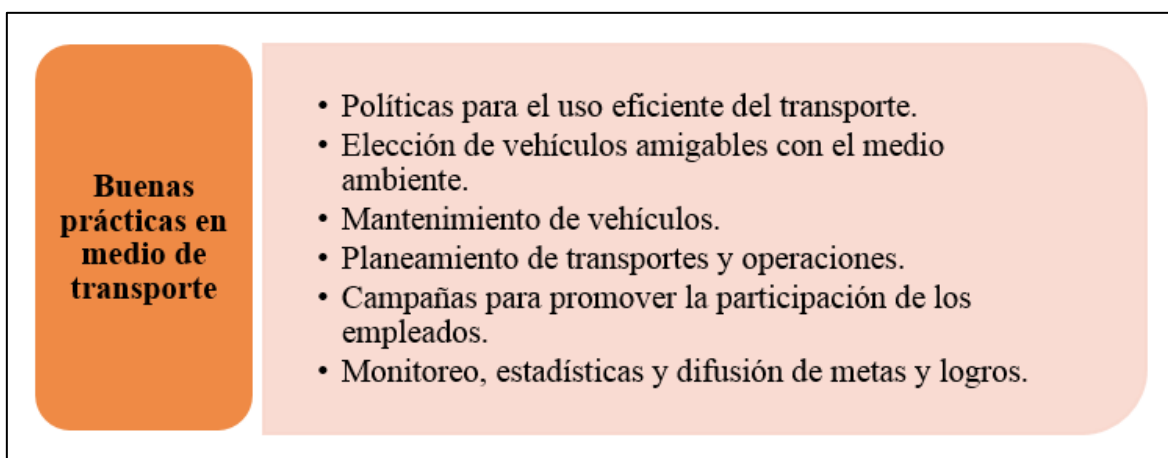 Buenas
prácticas en
medio de
transporte
• Políticas para el uso eficiente del transporte.
• Elección de vehículos amigables con el medio
ambiente.
• Mantenimiento de vehículos.
• Planeamiento de transportes y operaciones.
• Campañas para promover la participación de los
empleados.
• Monitoreo, estadísticas y difusión de metas y logros.